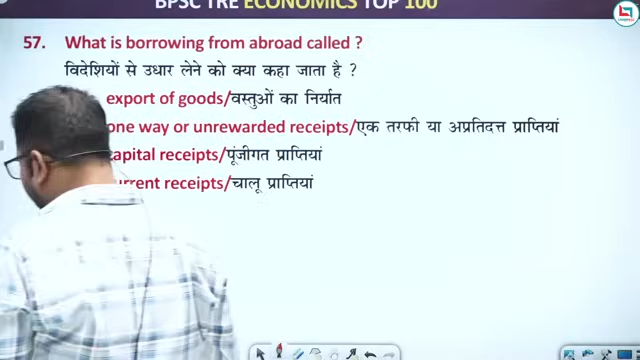 BPSC TRE ECONOMICS TOP 100
57. What is borrowing from abroad called ?
विदेशियों से उधार लेने को क्या कहा जाता है ?
export of goods/वस्तुओं का निर्यात
one way or unrewarded receipts/एक तरफी या अप्रतिदत्त प्राप्तियां
capital receipts/पूंजीगत प्राप्तियां
current receipts/चालू प्राप्तियां